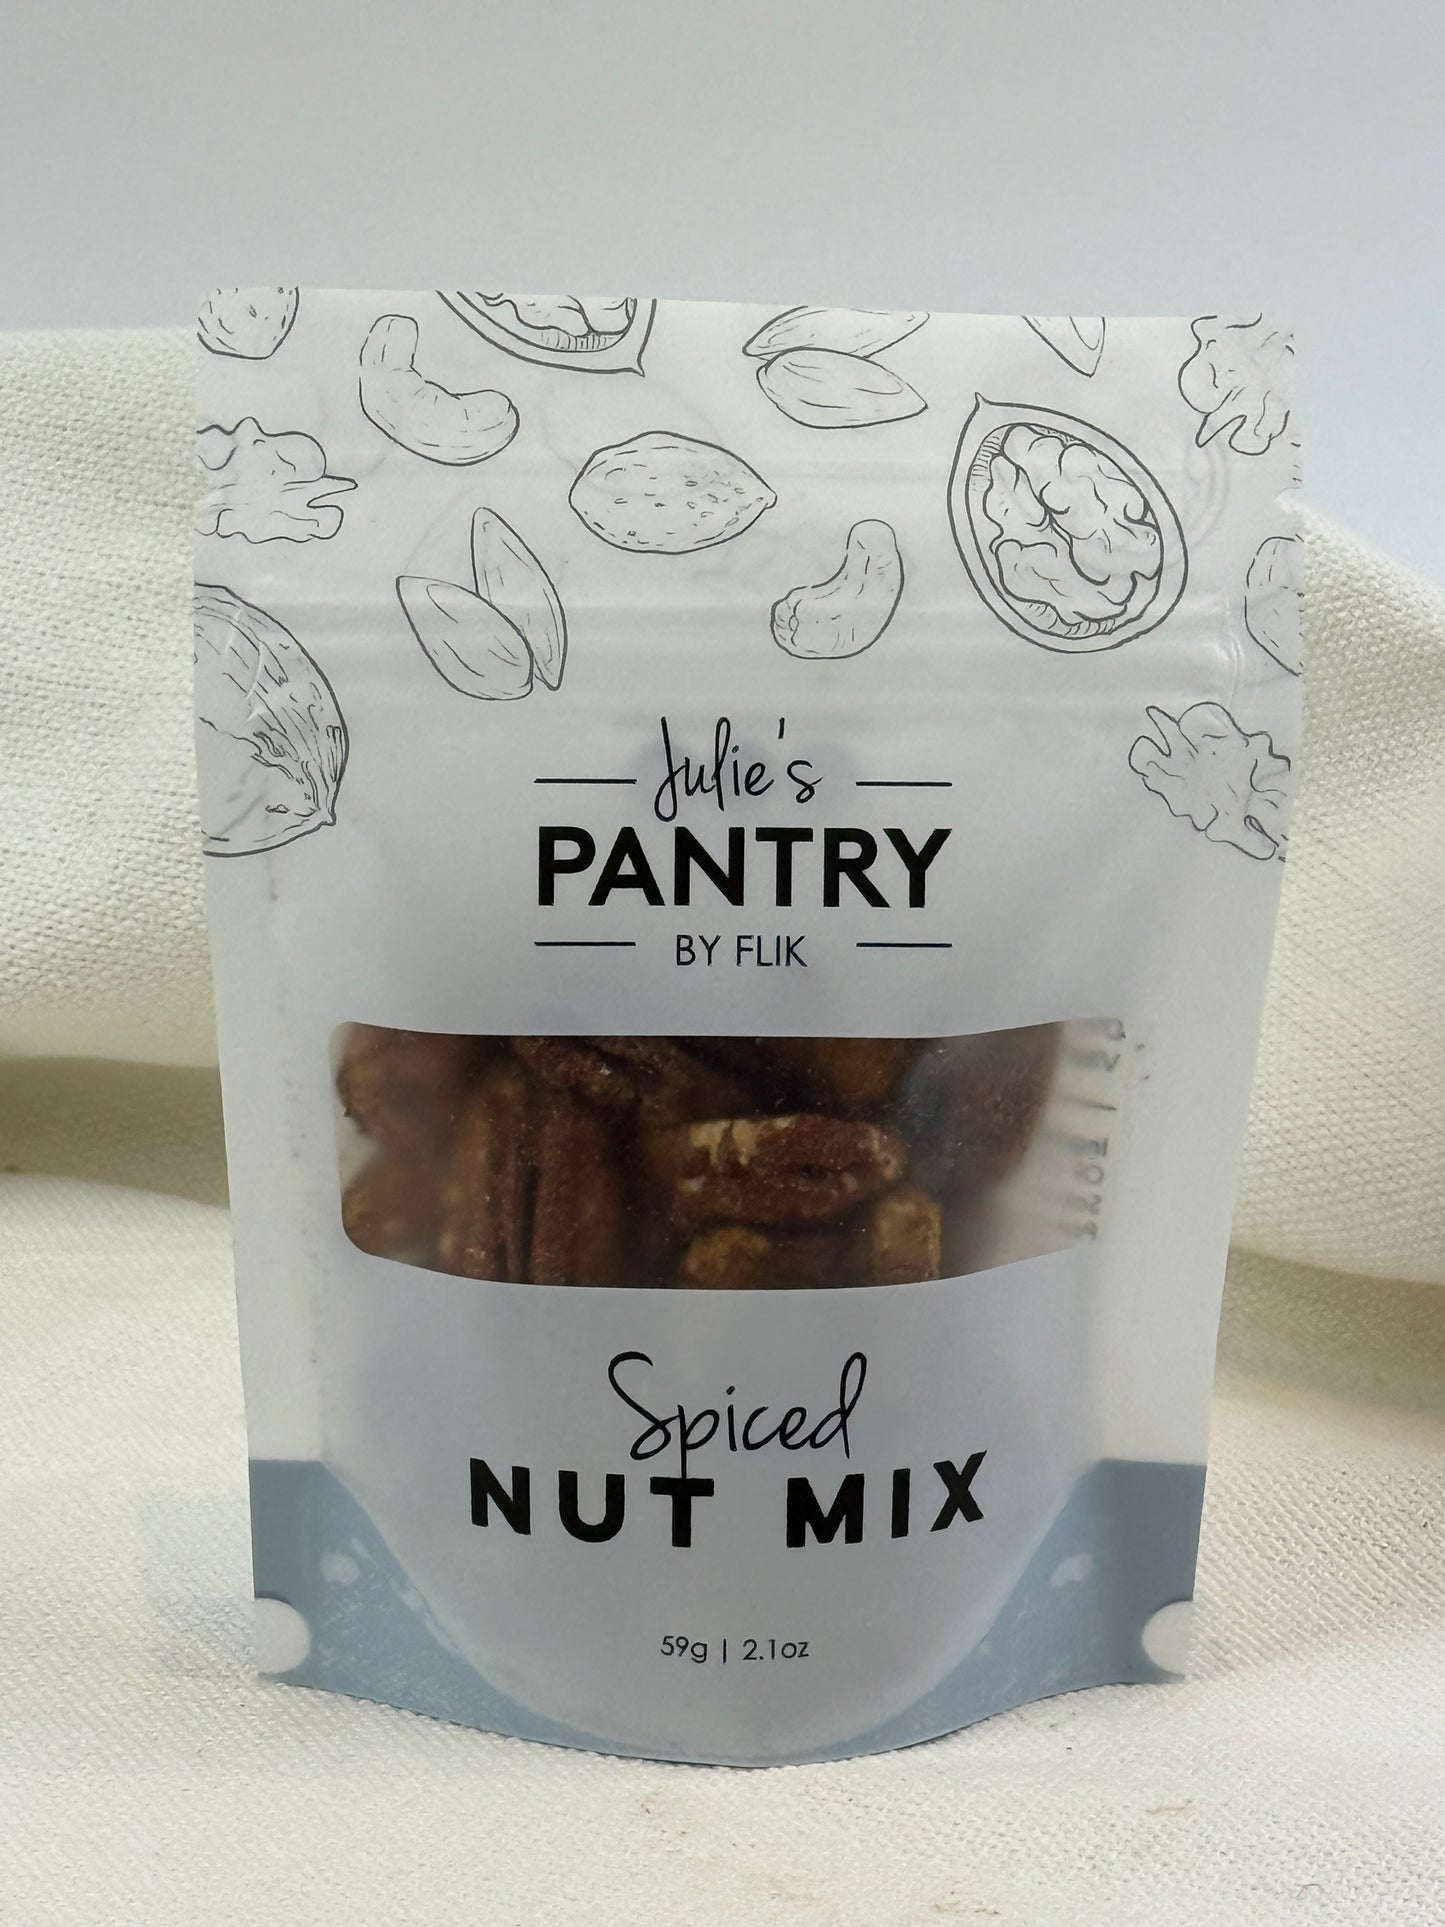 Julie's
PANTRY
BY FLIK
Spiced
NUT MIX
59g | 2.1oz